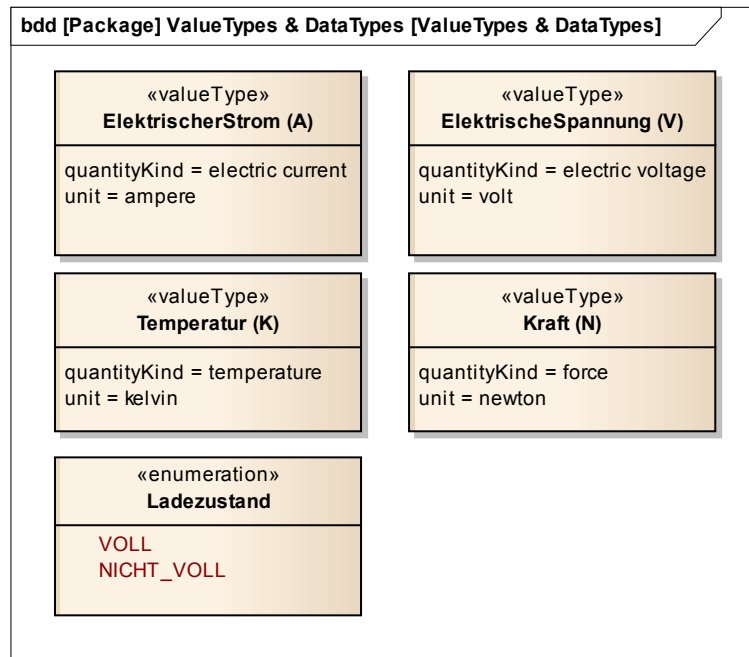 bdd [Package] ValueTypes & DataTypes [ValueTypes & DataTypes]
«valueType»
ElektrischerStrom (A)
quantityKind = electric current
unit = ampere
«valueType»
ElektrischeSpannung (V)
quantityKind = electric voltage
unit = volt
«valueType»
Temperatur (K)
quantityKind = temperature
unit = kelvin
«valueType»
Kraft (N)
quantityKind = force
unit = newton
«enumeration»
Ladezustand
VOLL
NICHT_VOLL